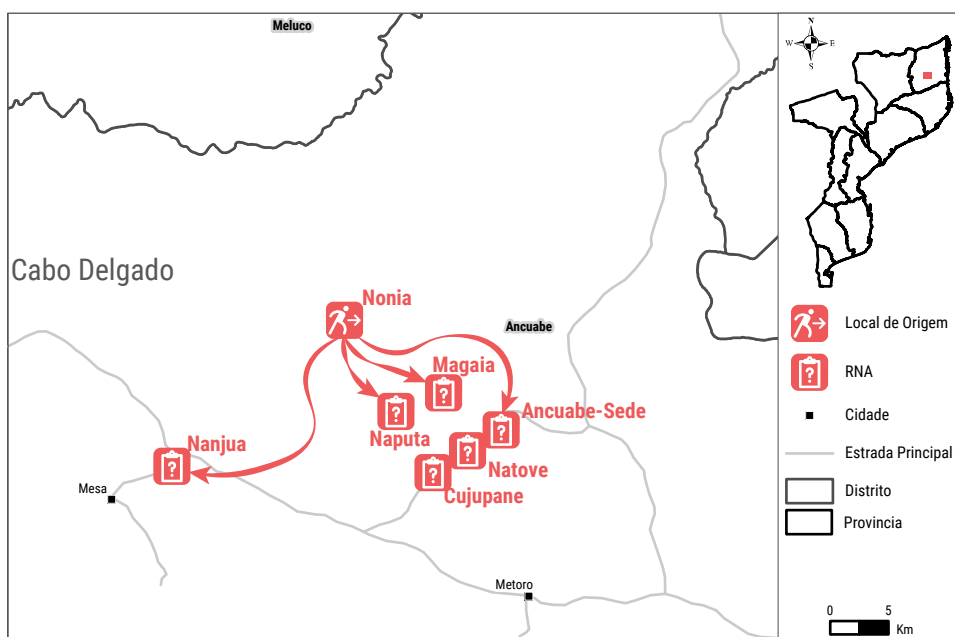 Meluco
Cabo Delgado
Nonia
Ancuabe
Magaia
Ancuabe-Sede
Naputa
Nanjua
Natove
Cujupane
Mesa
Metoro
N
W E
S
Local de Origem
RNA
Cidade
Estrada Principal
Distrito
Provincia
0 5
Km